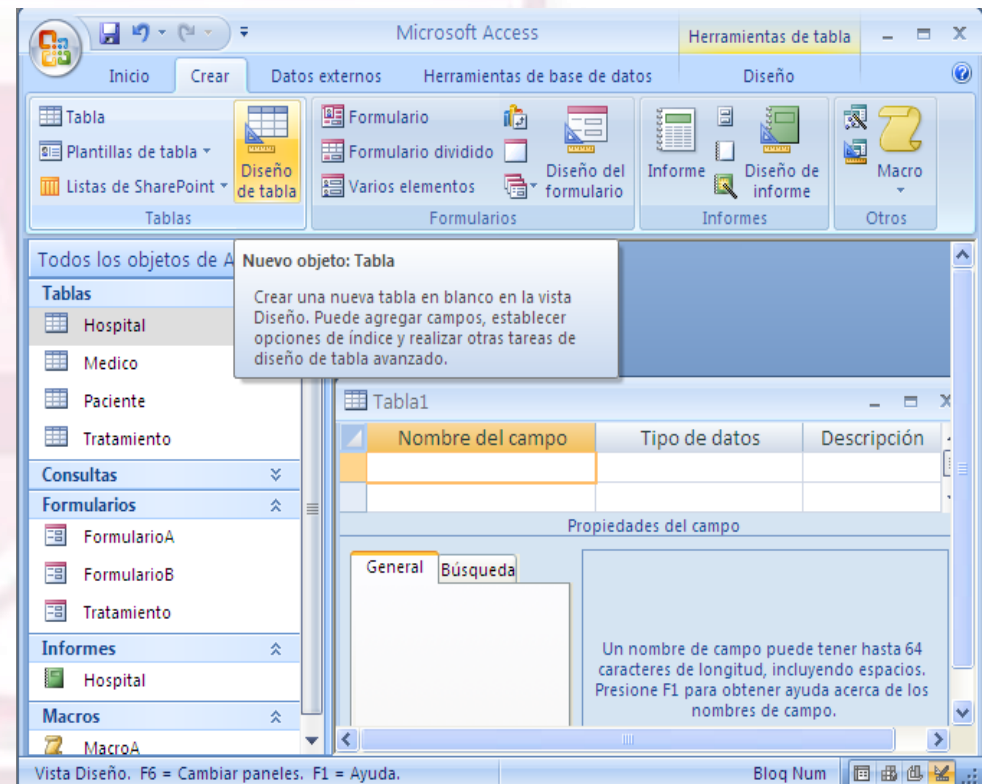 Microsoft Access
Herramientas de tabla
Inicio
Crear
Datos externos
Herramientas de base de datos
Diseño
Tabla
Plantillas de tabla
Listas de SharePoint
Diseño
de tabla
Tablas
Formulario
Formulario dividido
Varios elementos
Diseño del
formulario
Formularios
Informe
Diseño de
informe
Informes
Macro
Otros
Todos los objetos de A
Nuevo objeto: Tabla
Crear una nueva tabla en blanco en la vista
Diseño. Puede agregar campos, establecer
opciones de índice y realizar otras tareas de
diseño de tabla avanzado.
Tablas
Hospital
Medico
Paciente
Tratamiento
Consultas
Formularios
FormularioA
FormularioB
Tratamiento
Informes
Hospital
Macros
MacroA
Tabla1
Nombre del campo
Tipo de datos
Descripción
Propiedades del campo
General
Búsqueda
Un nombre de campo puede tener hasta 64
caracteres de longitud, incluyendo espacios.
Presione F1 para obtener ayuda acerca de los
nombres de campo.
Vista Diseño. F6 = Cambiar paneles. F1 = Ayuda.
Bloq Num